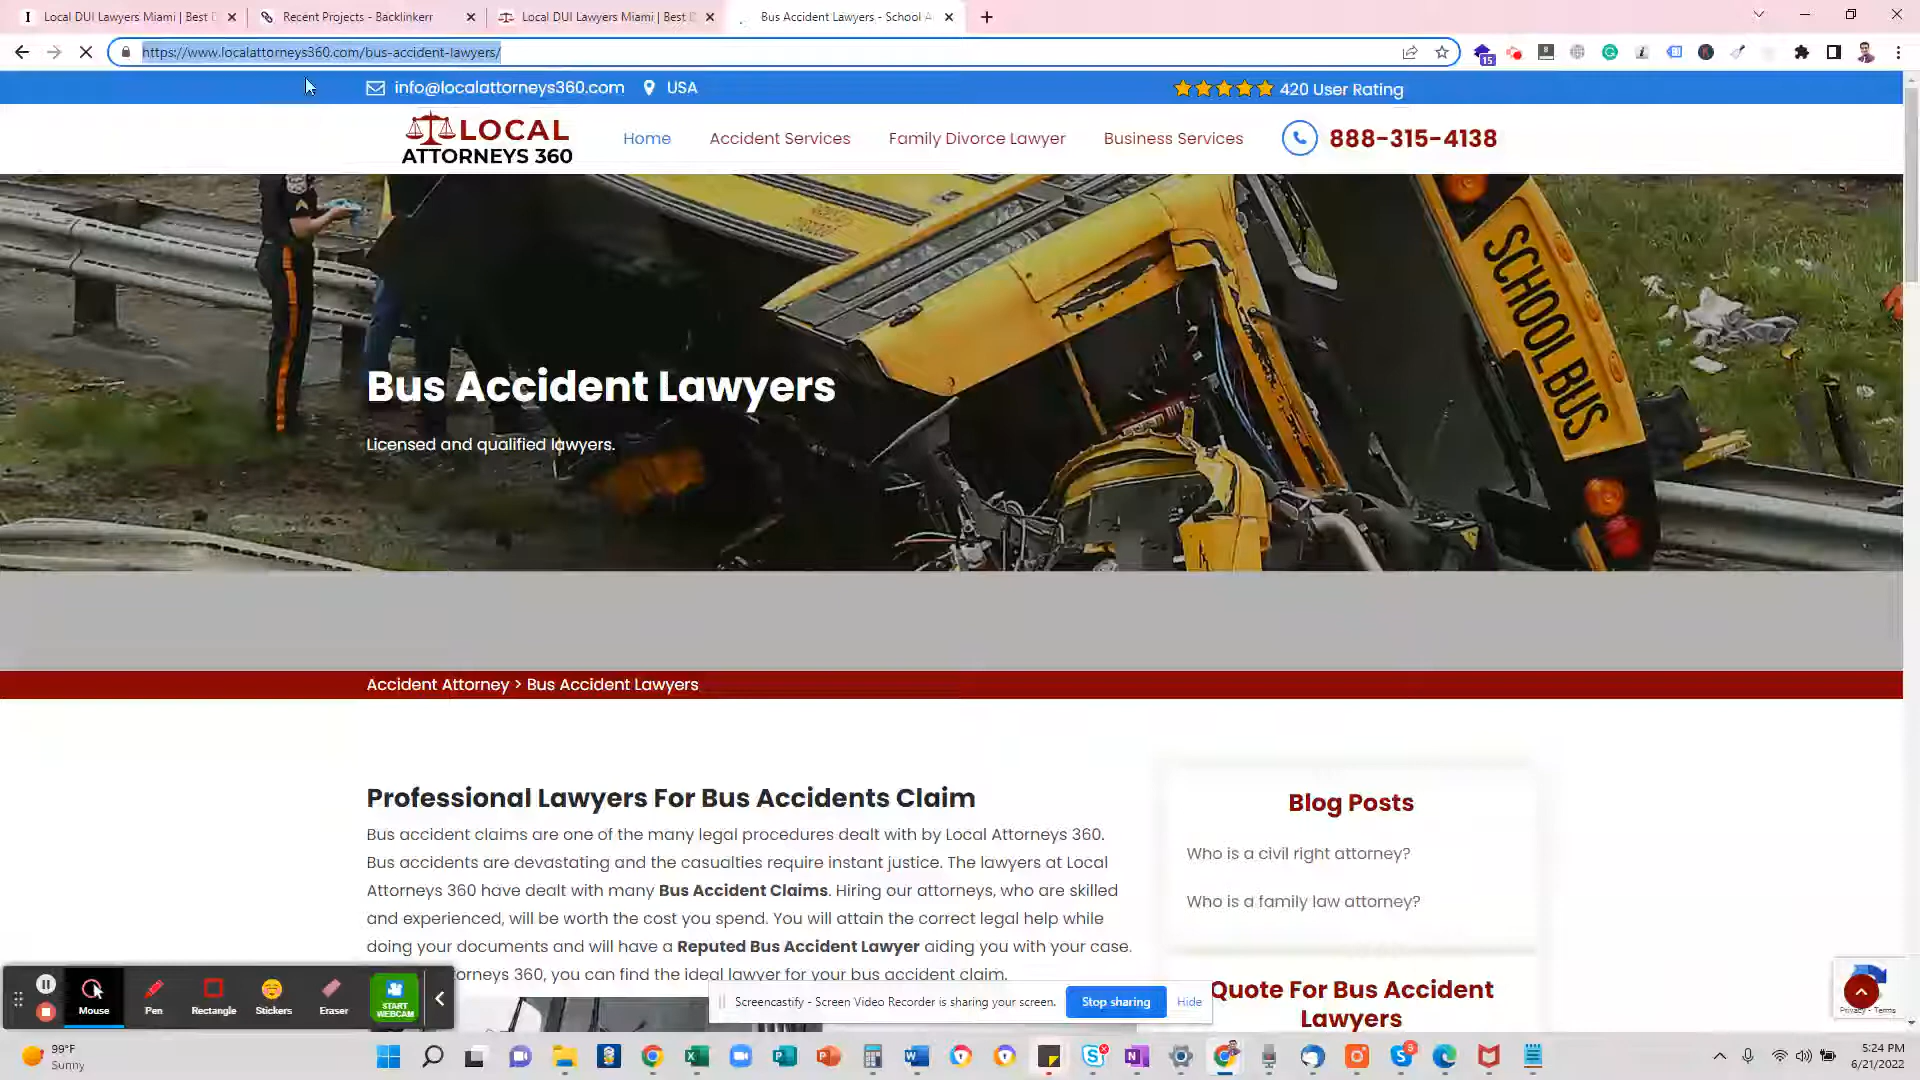 Local DUI Lawyers Miami | Best D
Recent Projects - Backlinkerr
Local DUI Lawyers Miami | Best D
Bus Accident Lawyers - School A
https://www.localattorneys360.com/bus-accident-lawyers/
15
info@localattorneys360.com
USA
420 User Rating
LOCAL
ATTORNEYS 360
Home
Accident Services
Family Divorce Lawyer
Business Services
888-315-4138
SCHOOL BUS
Bus Accident Lawyers
Licensed and qualified lawyers.
Accident Attorney > Bus Accident Lawyers
Professional Lawyers For Bus Accidents Claim
Bus accident claims are one of the many legal procedures dealt with by Local Attorneys 360.
Bus accidents are devastating and the casualties require instant justice. The lawyers at Local
Attorneys 360 have dealt with many Bus Accident Claims. Hiring our attorneys, who are skilled
and experienced, will be worth the cost you spend. You will attain the correct legal help while
doing your documents and will have a Reputed Bus Accident Lawyer aiding you with your case.
torneys 360, you can find the ideal lawyer for your bus accident claim.
Blog Posts
Who is a civil right attorney?
Who is a family law attorney?
Quote For Bus Accident
Lawyers
Privacy - Terms
Mouse
Pen
Rectangle
Stickers
Eraser
START
WEBCAM
Screencastify - Screen Video Recorder is sharing your screen.
Stop sharing
Hide
99°F
Sunny
5:24 PM
6/21/2022